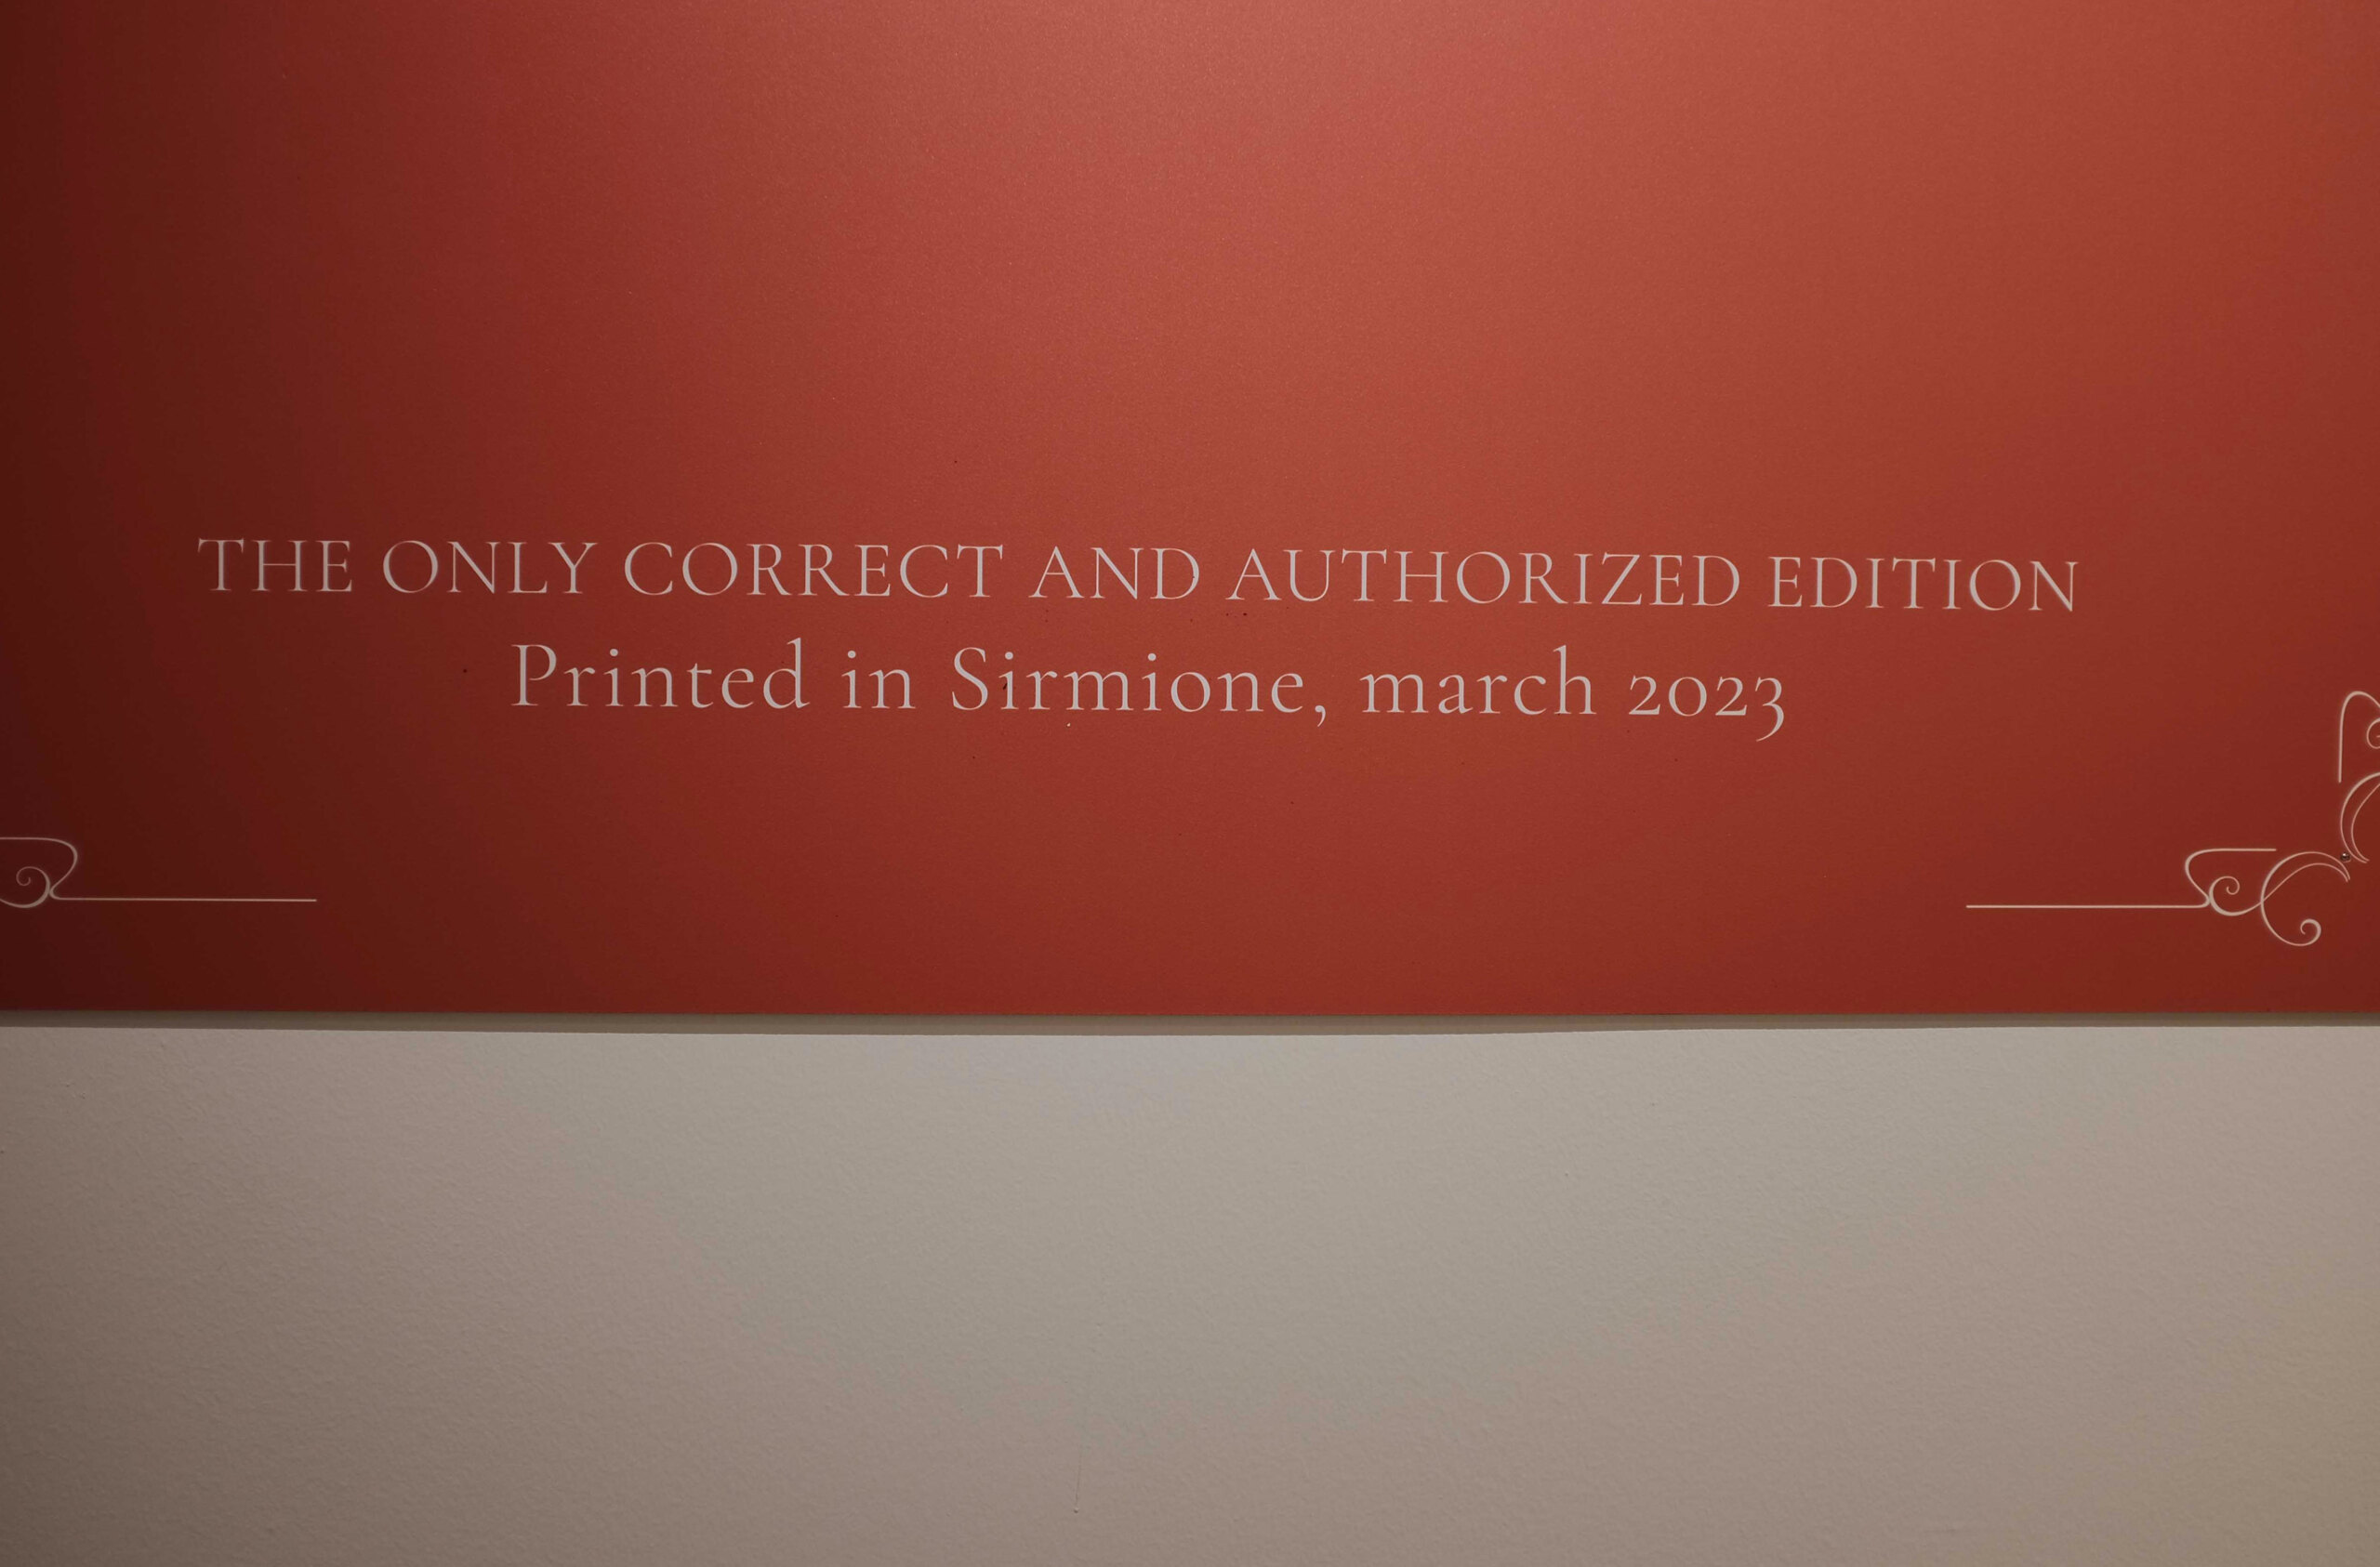 THE ONLY CORRECT AND AUTHORIZED EDITION
Printed in Sirmione, march 2023